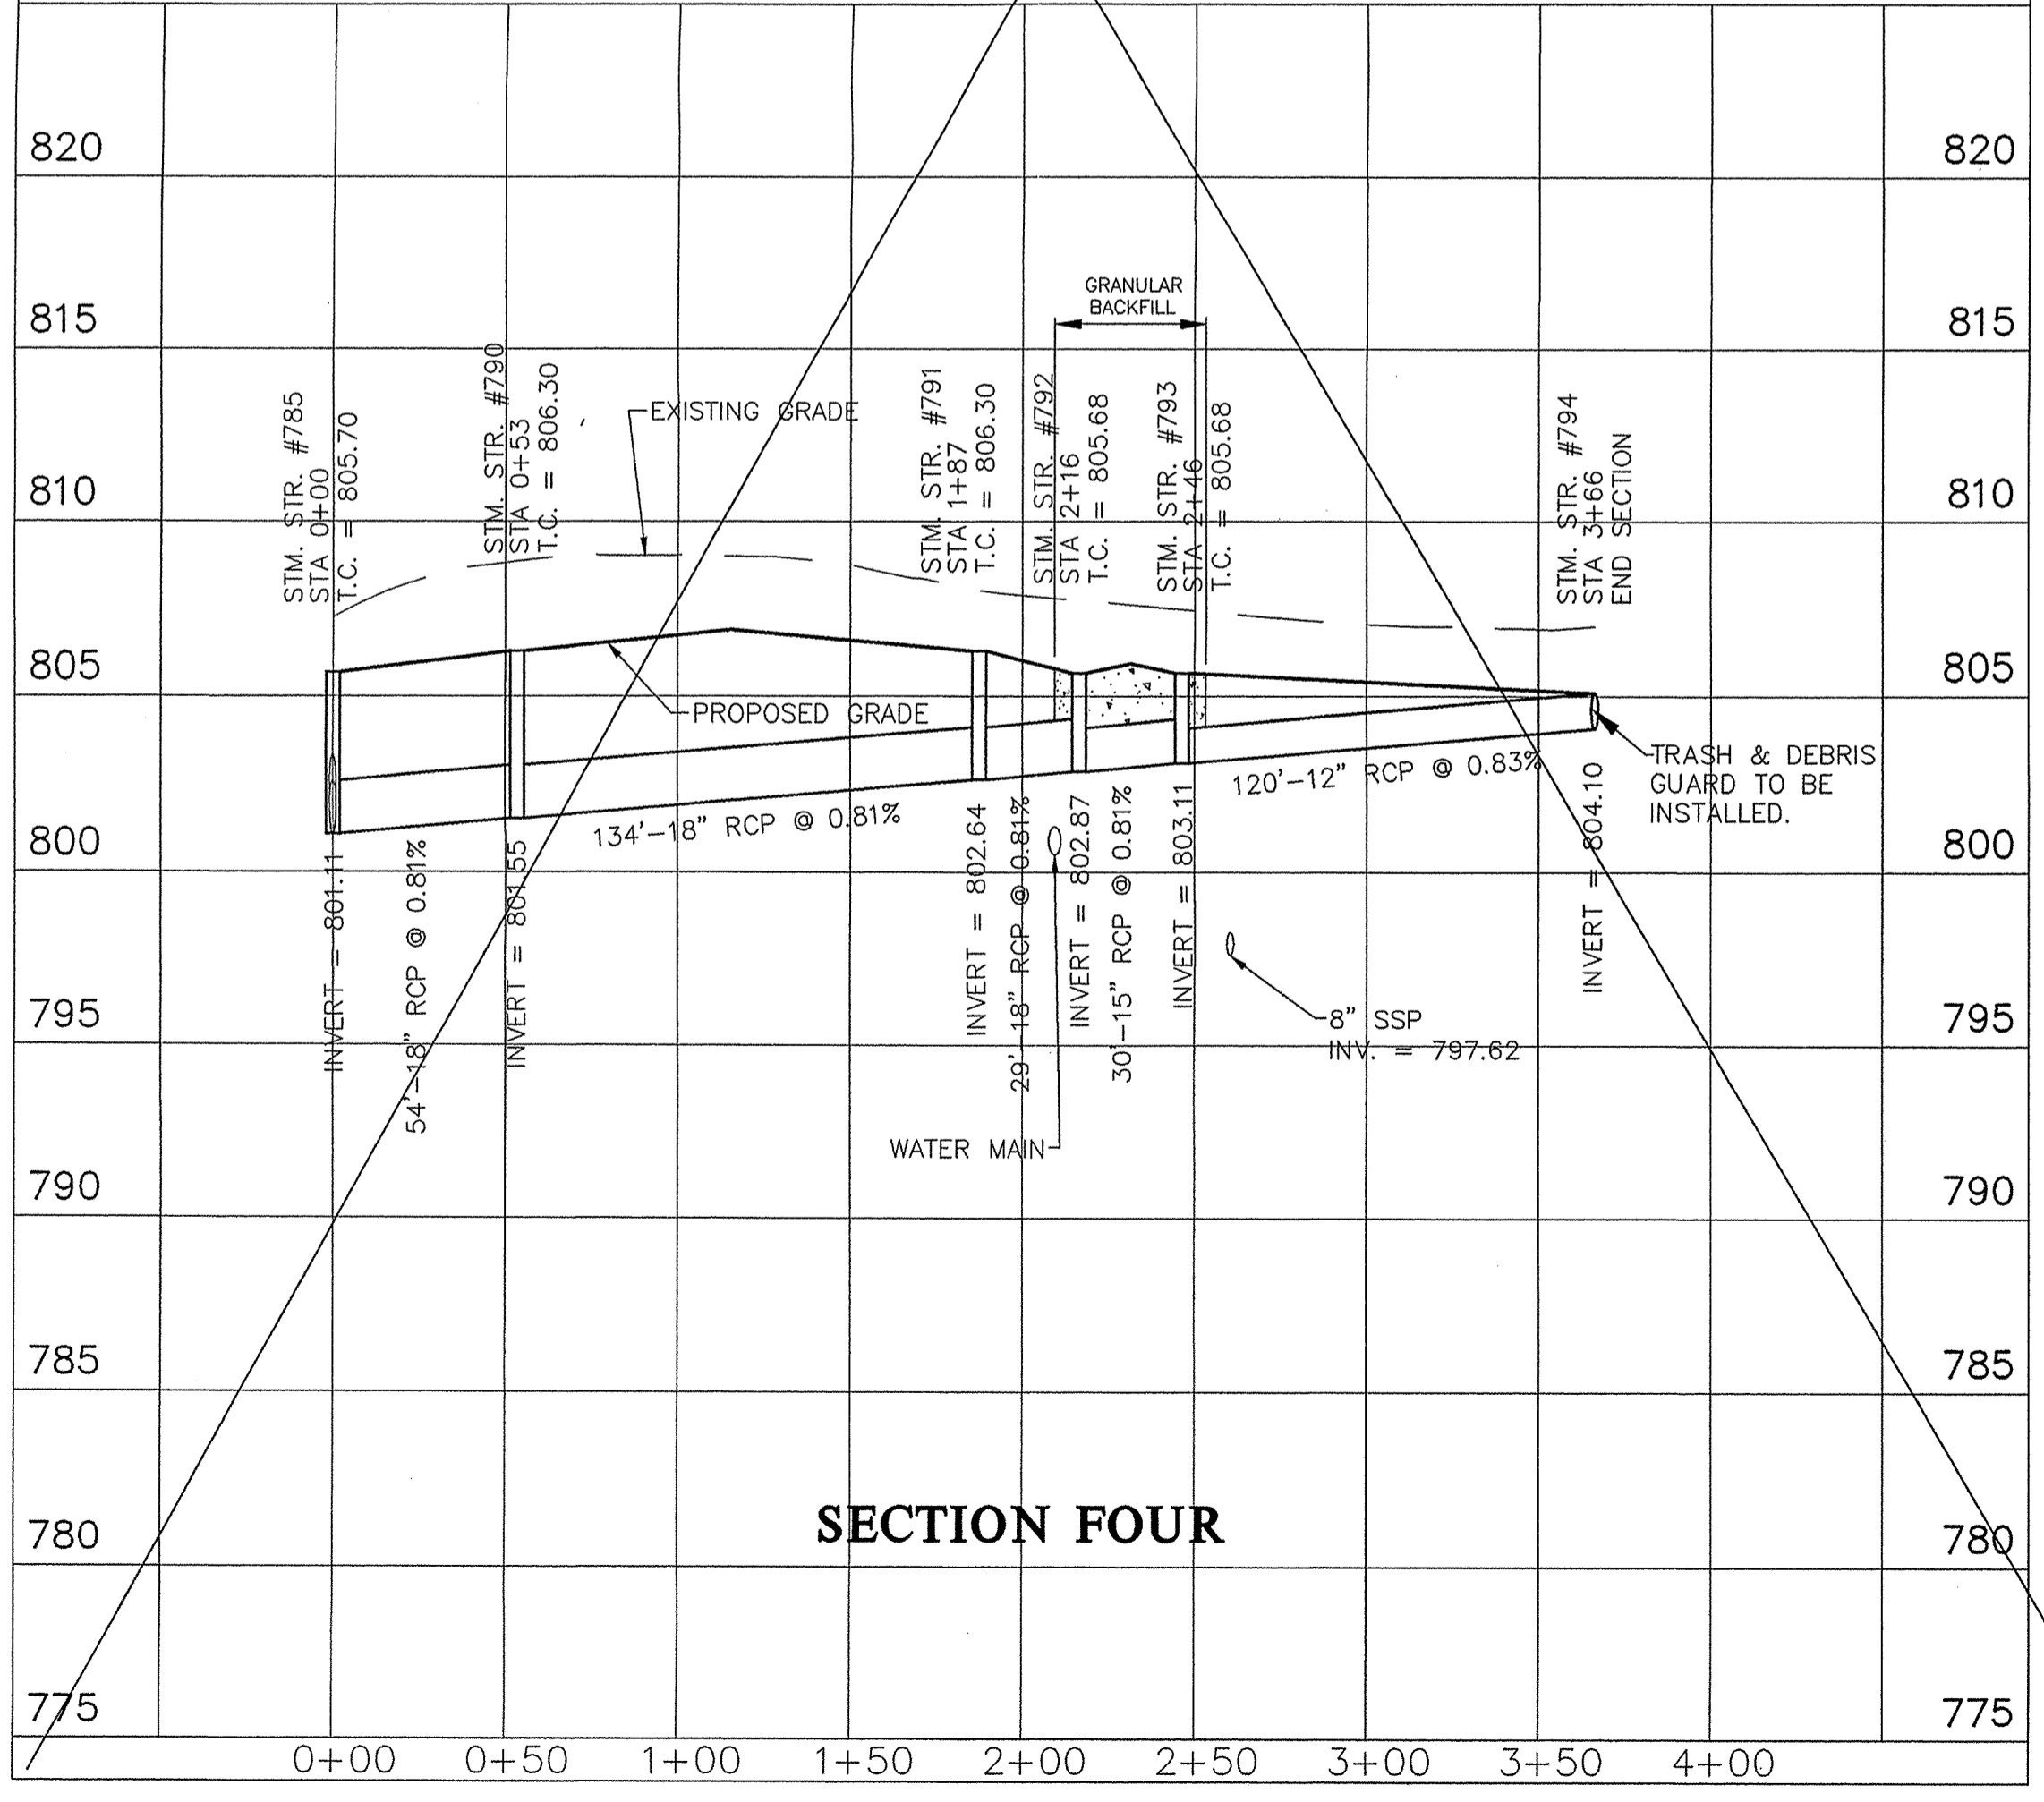 820
820
815
815
810
810
805
805
800
800
795
795
790
790
785
785
780
780
775
775
GRANULAR
BACKFILL
STM. STR. #785
STA 0+00
T.C. = 805.70
STM. STR. #790
STA 0+53
T.C. = 806.30
EXISTING GRADE
STM. STR. #791
STA 1+87
T.C. = 806.30
STM. STR. #792
STA 2+16
T.C. = 805.68
STM. STR. #793
STA 2+46
T.C. = 805.68
STM. STR. #794
STA 3+66
END SECTION
PROPOSED GRADE
TRASH & DEBRIS
GUARD TO BE
INSTALLED.
134'-18" RCP @ 0.81%
120'-12" RCP @ 0.83%
INVERT = 801.11
54'-18" RCP @ 0.81%
INVERT = 801.55
INVERT = 802.64
29'-18" RCP @ 0.81%
INVERT = 802.87
30'-15" RCP @ 0.81%
INVERT = 803.11
INVERT = 804.10
8" SSP
INV. = 797.62
WATER MAIN
SECTION FOUR
0+00 0+50 1+00 1+50 2+00 2+50 3+00 3+50 4+00